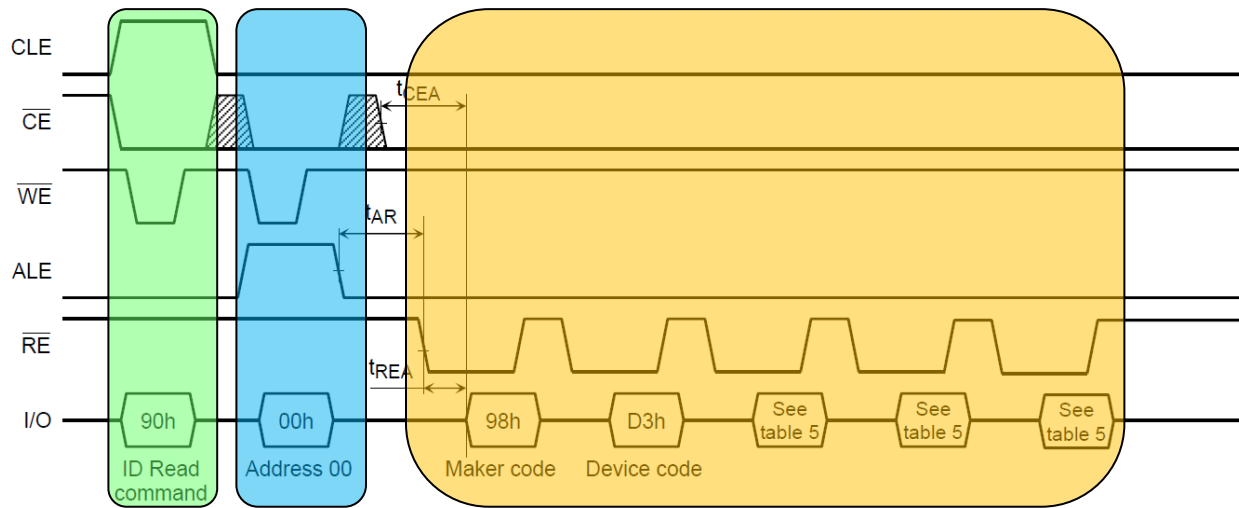 CLE
tCEA
CE
WE
tAR
ALE
RE
tREA
I/O
90h
00h
98h
D3h
See
table 5
See
table 5
See
table 5
ID Read
command
Address 00
Maker code
Device code